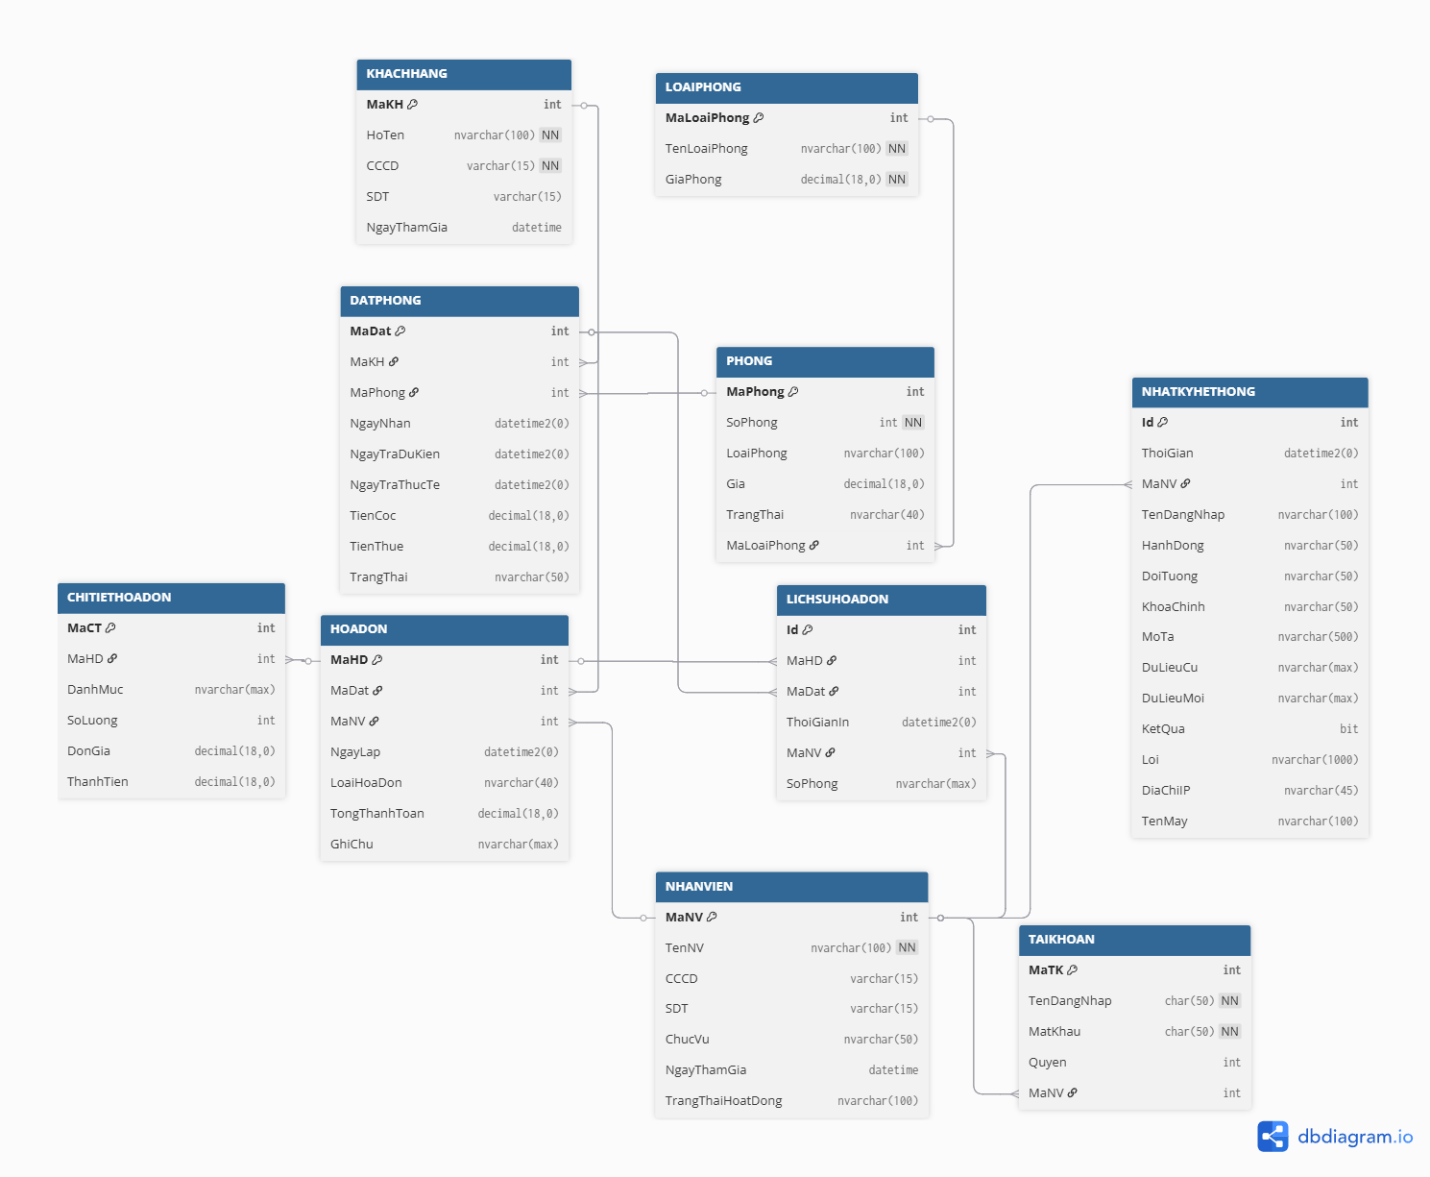 KHACHHANG
MaKH int
HoTen nvarchar(100) NN
CCCD varchar(15) NN
SDT varchar(15)
NgayThamGia datetime
LOAIPHONG
MaLoaiPhong int
TenLoaiPhong nvarchar(100) NN
GiaPhong decimal(18,0) NN
DATPHONG
MaDat int
MaKH int
MaPhong int
NgayNhan datetime2(0)
NgayTraDuKien datetime2(0)
NgayTraThucTe datetime2(0)
TienCoc decimal(18,0)
TienThue decimal(18,0)
TrangThai nvarchar(50)
PHONG
MaPhong int
SoPhong int NN
LoaiPhong nvarchar(100)
Gia decimal(18,0)
TrangThai nvarchar(40)
MaLoaiPhong int
NHATKYHETHONG
Id int
ThoiGian datetime2(0)
MaNV int
TenDangNhap nvarchar(100)
HanhDong nvarchar(50)
DoiTuong nvarchar(50)
KhoaChinh nvarchar(50)
MoTa nvarchar(500)
DuLieuCu nvarchar(max)
DuLieuMoi nvarchar(max)
KetQua bit
Loi nvarchar(1000)
DiaChiIP nvarchar(45)
TenMay nvarchar(100)
CHITIETHOADON
MaCT int
MaHD int
DanhMuc nvarchar(max)
SoLuong int
DonGia decimal(18,0)
ThanhTien decimal(18,0)
HOADON
MaHD int
MaDat int
MaNV int
NgayLap datetime2(0)
LoaiHoaDon nvarchar(40)
TongThanhToan decimal(18,0)
GhiChu nvarchar(max)
LICHSUHOADON
Id int
MaHD int
MaDat int
ThoiGianIn datetime2(0)
MaNV int
SoPhong nvarchar(max)
NHANVIEN
MaNV int
TenNV nvarchar(100) NN
CCCD varchar(15)
SDT varchar(15)
ChucVu nvarchar(50)
NgayThamGia datetime
TrangThaiHoatDong nvarchar(100)
TAIKHOAN
MaTK int
TenDangNhap char(50) NN
MatKhau char(50) NN
Quyen int
MaNV int
dbdiagram.io